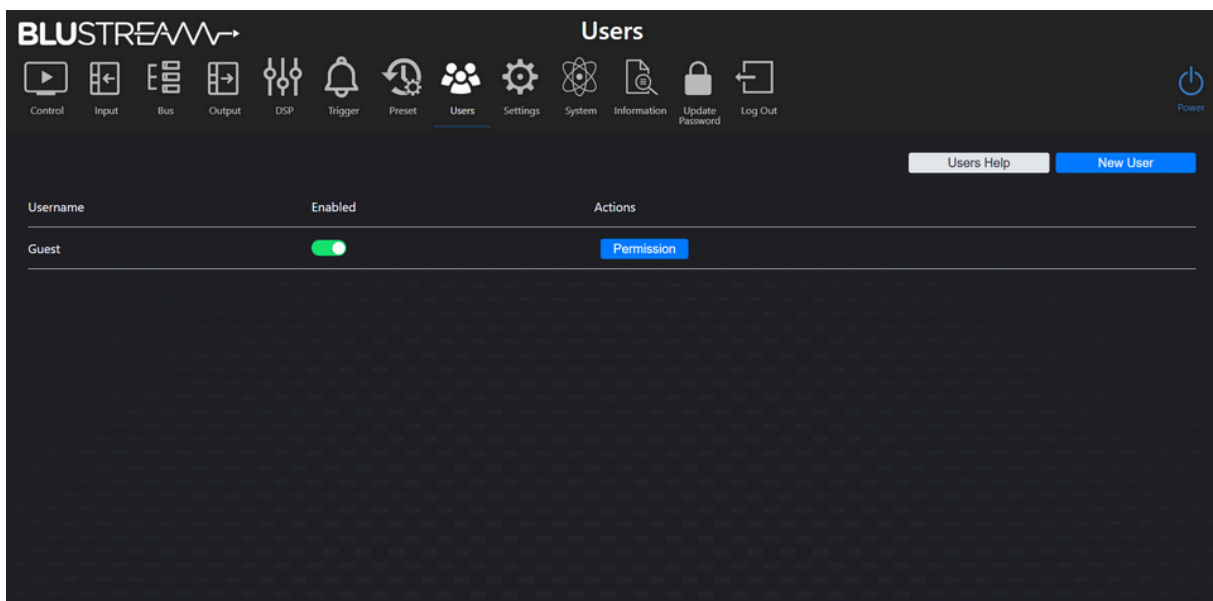 BLUSTREAM
Users
Control Input Bus Output DSP Trigger Preset Users Settings System Information Update Password Log Out
Power
Users Help New User
Username Enabled Actions
Guest Permission